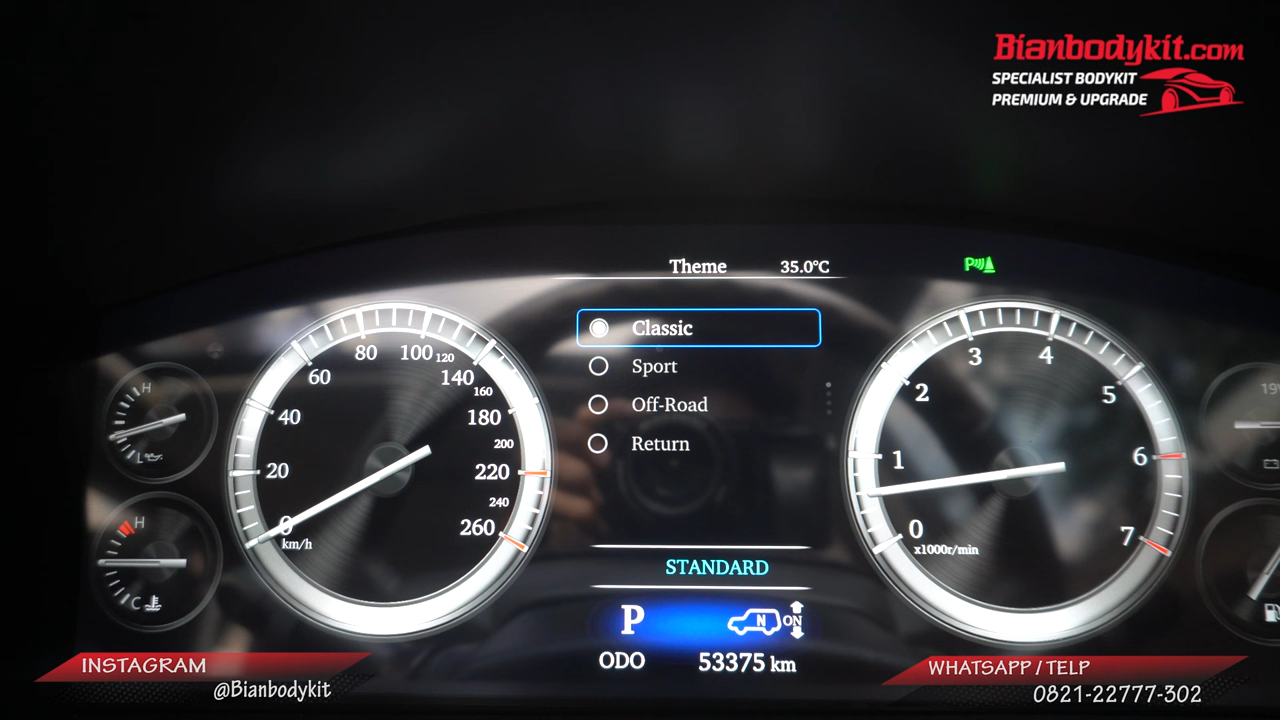 Bianbodykit.com
SPECIALIST BODYKIT
PREMIUM & UPGRADE
Theme 35.0°C
P
Classic
Sport
Off-Road
Return
H
L
H
C
0
20
40
60
80
100
120
140
160
180
200
220
240
260
km/h
0
1
2
3
4
5
6
7
x1000r/min
STANDARD
P N ON
ODO 53375 km
INSTAGRAM
@Bianbodykit
WHATSAPP / TELP
0821-22777-302